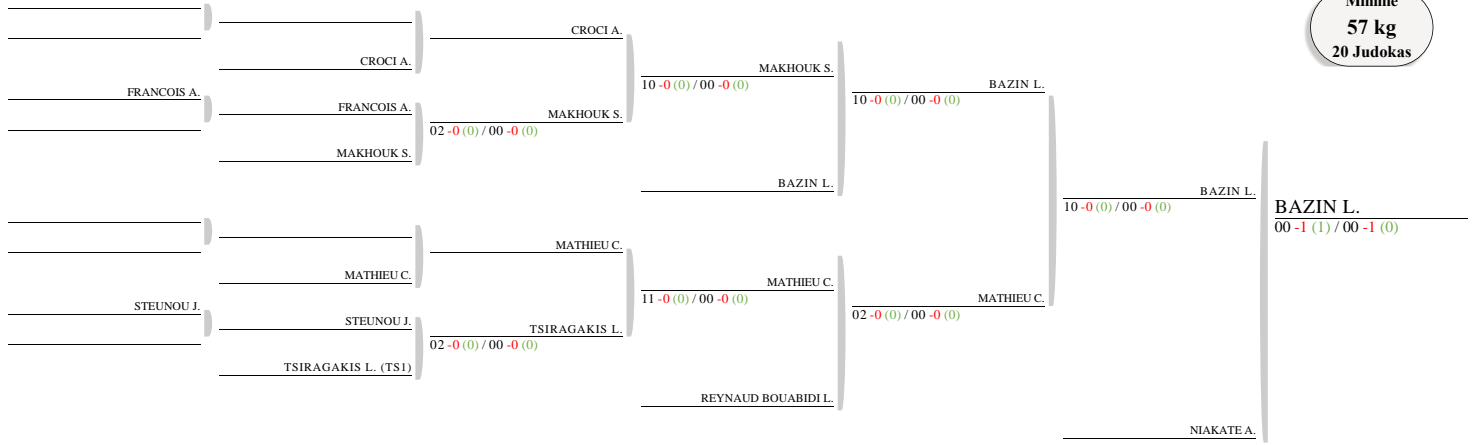 Minime
57 kg
20 Judokas
CROCI A.
CROCI A.
MAKHOUK S.
10 -0 (0) / 00 -0 (0)
BAZIN L.
10 -0 (0) / 00 -0 (0)
FRANCOIS A.
FRANCOIS A.
MAKHOUK S.
02 -0 (0) / 00 -0 (0)
MAKHOUK S.
BAZIN L.
BAZIN L.
10 -0 (0) / 00 -0 (0)
BAZIN L.
00 -1 (1) / 00 -1 (0)
MATHIEU C.
MATHIEU C.
MATHIEU C.
11 -0 (0) / 00 -0 (0)
MATHIEU C.
02 -0 (0) / 00 -0 (0)
STEUNOU J.
STEUNOU J.
TSIRAGAKIS L.
02 -0 (0) / 00 -0 (0)
TSIRAGAKIS L. (TS1)
REYNAUD BOUABIDI L.
NIAKATE A.